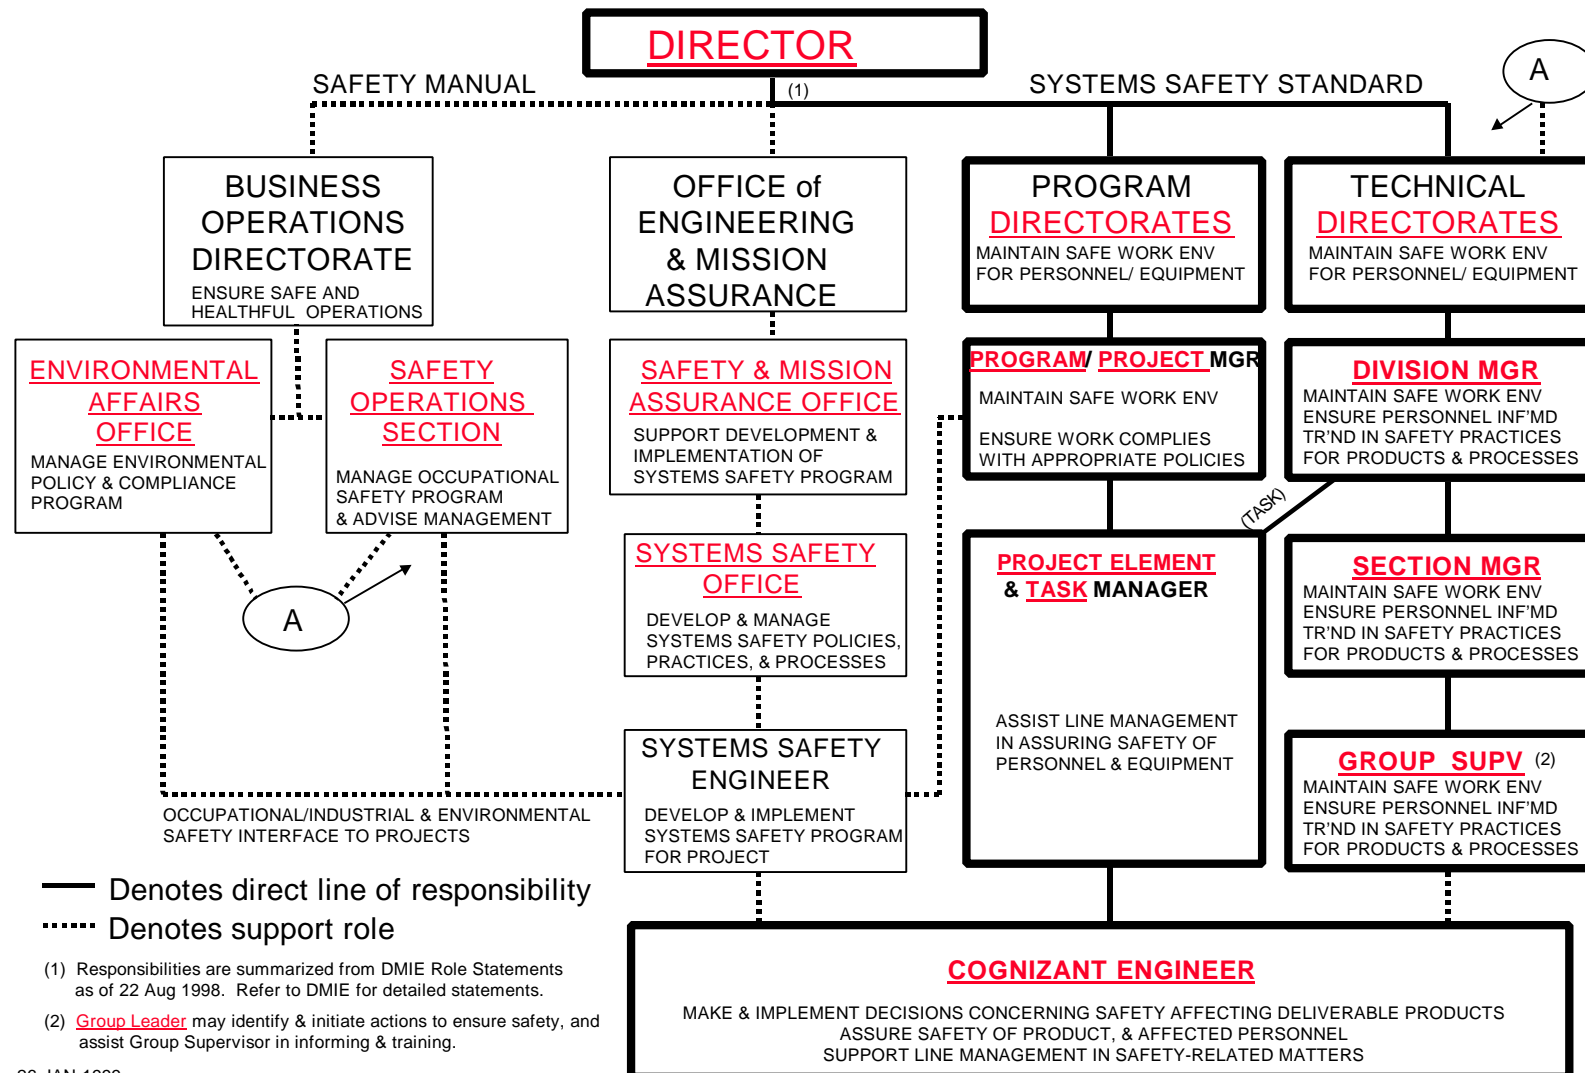 DIRECTOR
SAFETY MANUAL
(1)
SYSTEMS SAFETY STANDARD
A
BUSINESS
OPERATIONS
DIRECTORATE
ENSURE SAFE AND
HEALTHFUL OPERATIONS
OFFICE of
ENGINEERING
& MISSION
ASSURANCE
PROGRAM
DIRECTORATES
MAINTAIN SAFE WORK ENV
FOR PERSONNEL/ EQUIPMENT
TECHNICAL
DIRECTORATES
MAINTAIN SAFE WORK ENV
FOR PERSONNEL/ EQUIPMENT
ENVIRONMENTAL
AFFAIRS
OFFICE
MANAGE ENVIRONMENTAL
POLICY & COMPLIANCE
PROGRAM
SAFETY
OPERATIONS
SECTION
MANAGE OCCUPATIONAL
SAFETY PROGRAM
& ADVISE MANAGEMENT
SAFETY & MISSION
ASSURANCE OFFICE
SUPPORT DEVELOPMENT &
IMPLEMENTATION OF
SYSTEMS SAFETY PROGRAM
PROGRAM/ PROJECT MGR
MAINTAIN SAFE WORK ENV
ENSURE WORK COMPLIES
WITH APPROPRIATE POLICIES
DIVISION MGR
MAINTAIN SAFE WORK ENV
ENSURE PERSONNEL INF'MD
TR'ND IN SAFETY PRACTICES
FOR PRODUCTS & PROCESSES
(TASK)
A
SYSTEMS SAFETY
OFFICE
DEVELOP & MANAGE
SYSTEMS SAFETY POLICIES,
PRACTICES, & PROCESSES
PROJECT ELEMENT
& TASK MANAGER
ASSIST LINE MANAGEMENT
IN ASSURING SAFETY OF
PERSONNEL & EQUIPMENT
SECTION MGR
MAINTAIN SAFE WORK ENV
ENSURE PERSONNEL INF'MD
TR'ND IN SAFETY PRACTICES
FOR PRODUCTS & PROCESSES
SYSTEMS SAFETY
ENGINEER
DEVELOP & IMPLEMENT
SYSTEMS SAFETY PROGRAM
FOR PROJECT
GROUP SUPV (2)
MAINTAIN SAFE WORK ENV
ENSURE PERSONNEL INF'MD
TR'ND IN SAFETY PRACTICES
FOR PRODUCTS & PROCESSES
OCCUPATIONAL/INDUSTRIAL & ENVIRONMENTAL
SAFETY INTERFACE TO PROJECTS
Denotes direct line of responsibility
Denotes support role
(1) Responsibilities are summarized from DMIE Role Statements
as of 22 Aug 1998. Refer to DMIE for detailed statements.
(2) Group Leader may identify & initiate actions to ensure safety, and
assist Group Supervisor in informing & training.
COGNIZANT ENGINEER
MAKE & IMPLEMENT DECISIONS CONCERNING SAFETY AFFECTING DELIVERABLE PRODUCTS
ASSURE SAFETY OF PRODUCT, & AFFECTED PERSONNEL
SUPPORT LINE MANAGEMENT IN SAFETY-RELATED MATTERS